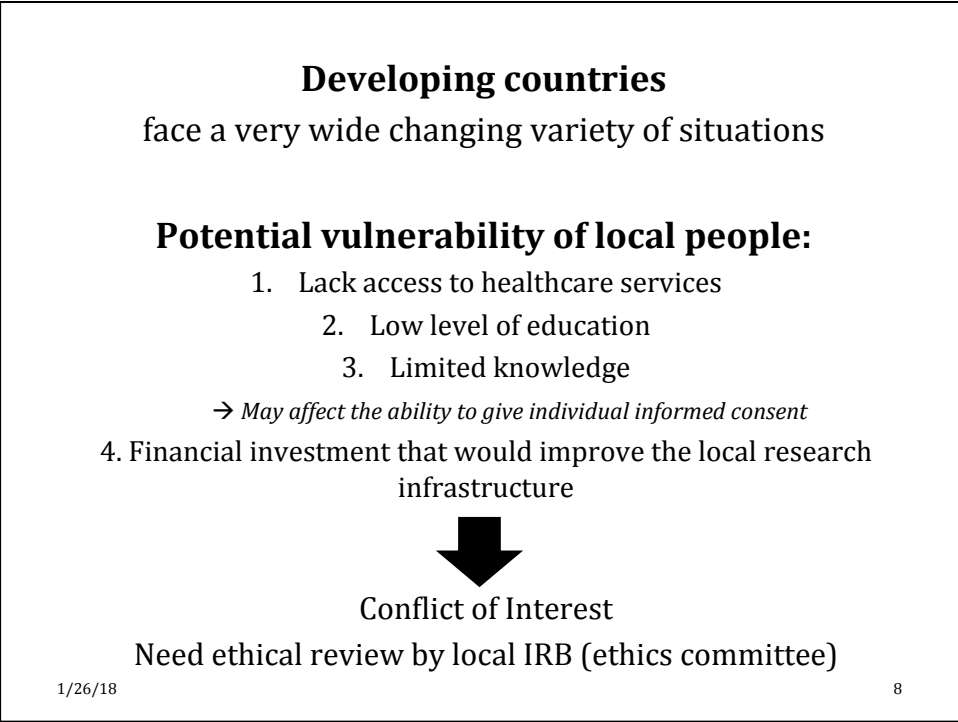 Developing countries
face a very wide changing variety of situations
Potential vulnerability of local people:
1. Lack access to healthcare services
2. Low level of education
3. Limited knowledge
→ May affect the ability to give individual informed consent
4. Financial investment that would improve the local research
infrastructure
Conflict of Interest
Need ethical review by local IRB (ethics committee)
1/26/18
8